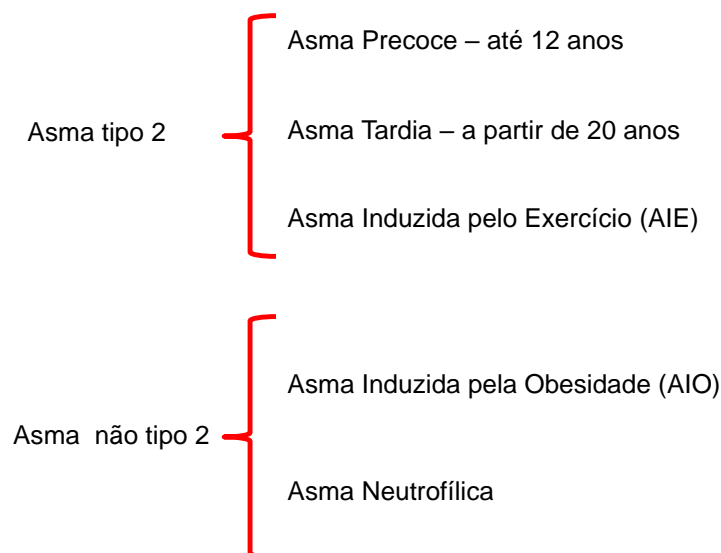 Asma Precoce – até 12 anos
Asma tipo 2
Asma Tardia – a partir de 20 anos
Asma Induzida pelo Exercício (AIE)
Asma Induzida pela Obesidade (AIO)
Asma não tipo 2
Asma Neutrofílica